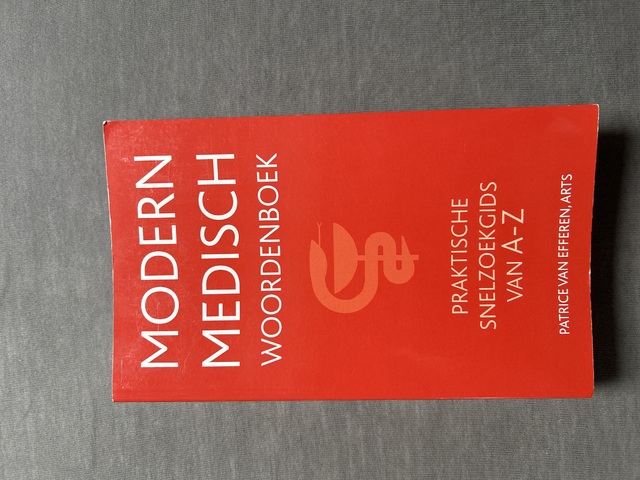 MODERN
MEDISCH
WOORDENBOEK
PRAKTISCHE
SNELZOEKGIDS
VAN A-Z
PATRICE VAN EFFEREN, ARTS